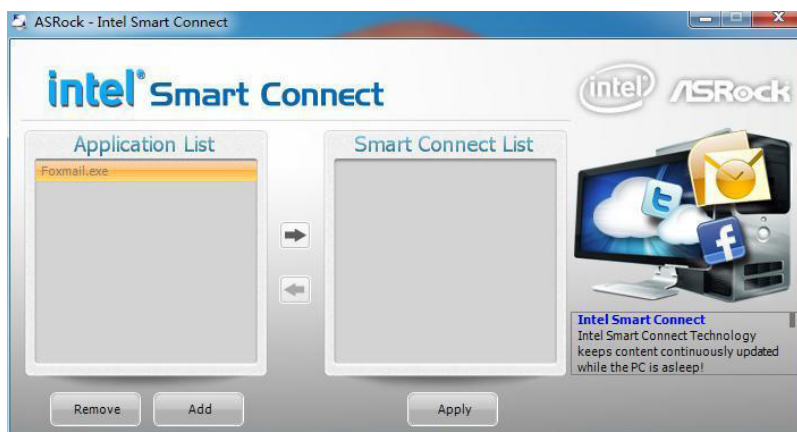 ASRock - Intel Smart Connect
intel® Smart Connect
intel ASRock
Application List
Foxmail.exe
Smart Connect List
Intel Smart Connect
Intel Smart Connect Technology
keeps content continuously updated
while the PC is asleep!
Remove
Add
Apply